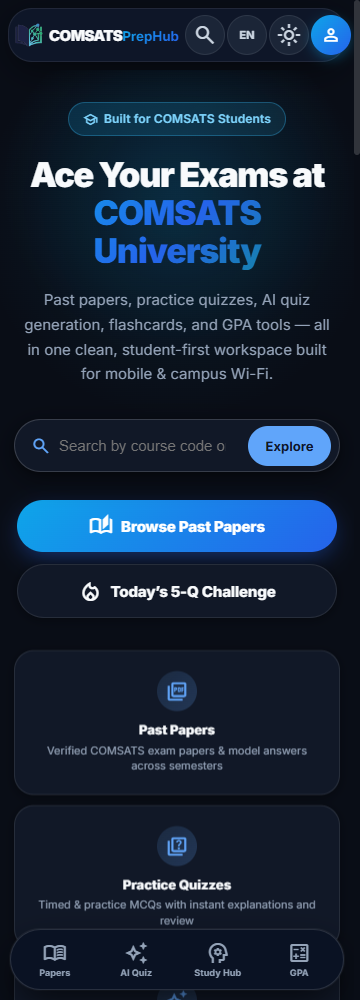 COMSATSPrepHub
EN
Built for COMSATS Students
Ace Your Exams at
COMSATS
University
Past papers, practice quizzes, AI quiz
generation, flashcards, and GPA tools — all
in one clean, student-first workspace built
for mobile & campus Wi-Fi.
Search by course code o
Explore
Browse Past Papers
Today's 5-Q Challenge
PDF
Past Papers
Verified COMSATS exam papers & model answers
across semesters
Practice Quizzes
Timed & practice MCQs with instant explanations and
review
Papers
AI Quiz
Study Hub
GPA